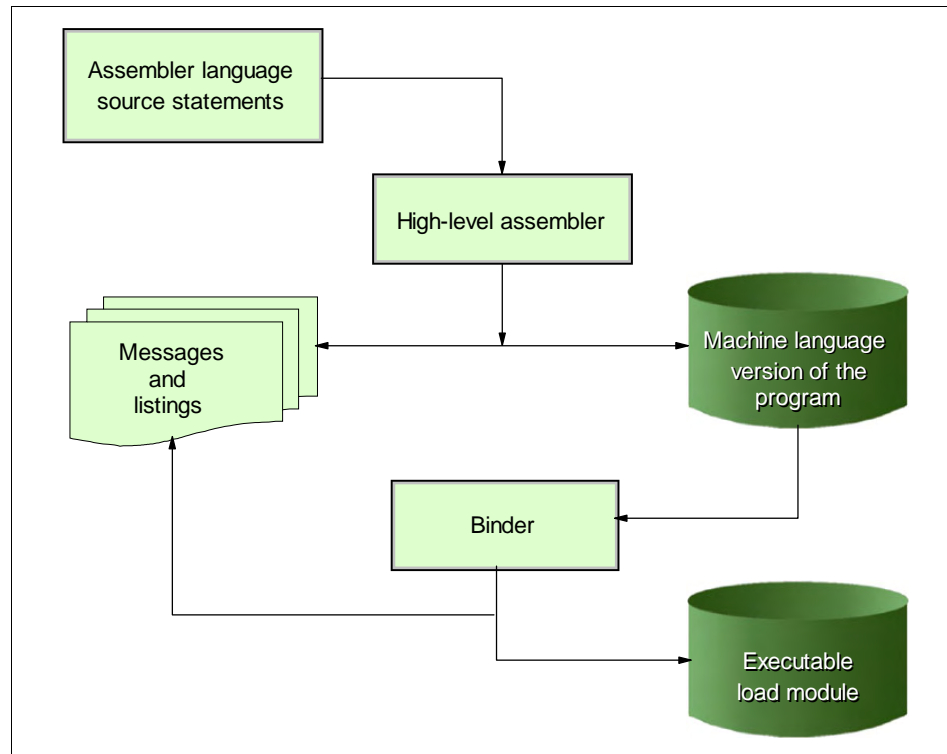 Assembler language
source statements
High-level assembler
Messages
and
listings
Machine language
version of the
program
Binder
Executable
load module